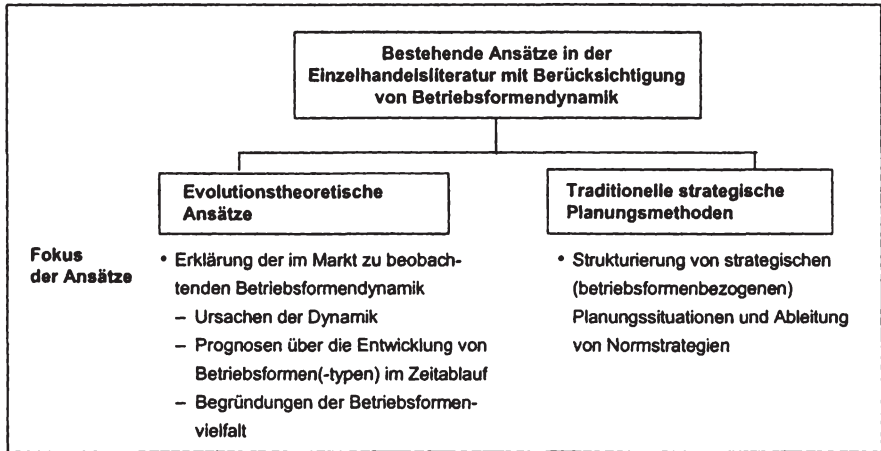 Bestehende Ansätze in der
Einzelhandelsliteratur mit Berücksichtigung
von Betriebsformendynamik
Evolutionstheoretische
Ansätze
Traditionelle strategische
Planungsmethoden
Fokus
der Ansätze
• Erklärung der im Markt zu beobach-
tenden Betriebsformendynamik
– Ursachen der Dynamik
– Prognosen über die Entwicklung von
Betriebsformen(-typen) im Zeitablauf
– Begründungen der Betriebsformen-
vielfalt
• Strukturierung von strategischen
(betriebsformenbezogenen)
Planungssituationen und Ableitung
von Normstrategien